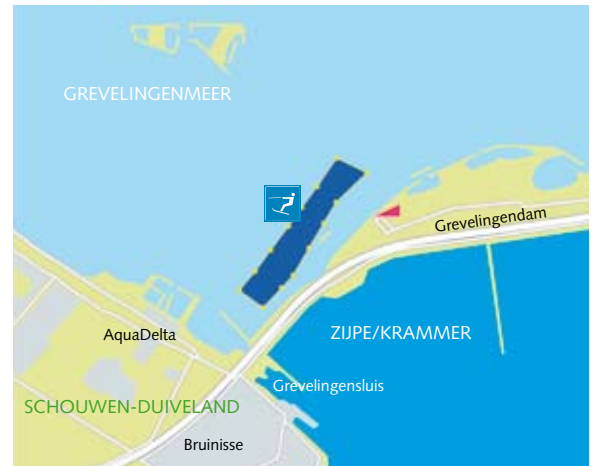 GREVELINGENMEER
Grevelingendam
AquaDelta
ZIJPE/KRAMMER
Grevelingensluis
SCHOUWEN-DUIVELAND
Bruinisse